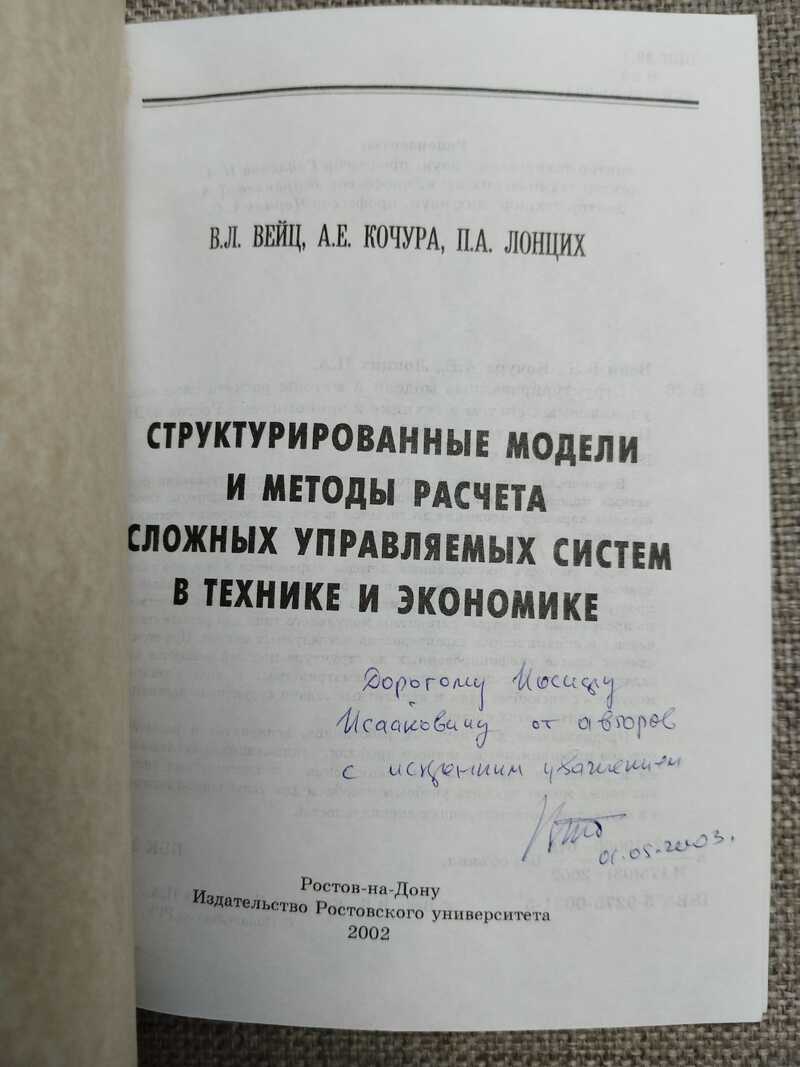 В.Л. ВЕЙЦ, А.Е. КОЧУРА, П.А. ЛОНЦИХ
СТРУКТУРИРОВАННЫЕ МОДЕЛИ
И МЕТОДЫ РАСЧЕТА
СЛОЖНЫХ УПРАВЛЯЕМЫХ СИСТЕМ
В ТЕХНИКЕ И ЭКОНОМИКЕ
Дорогому Иосифу
Исааковичу от авторов
с искренним уважением
01.05.2003.
Ростов-на-Дону
Издательство Ростовского университета
2002